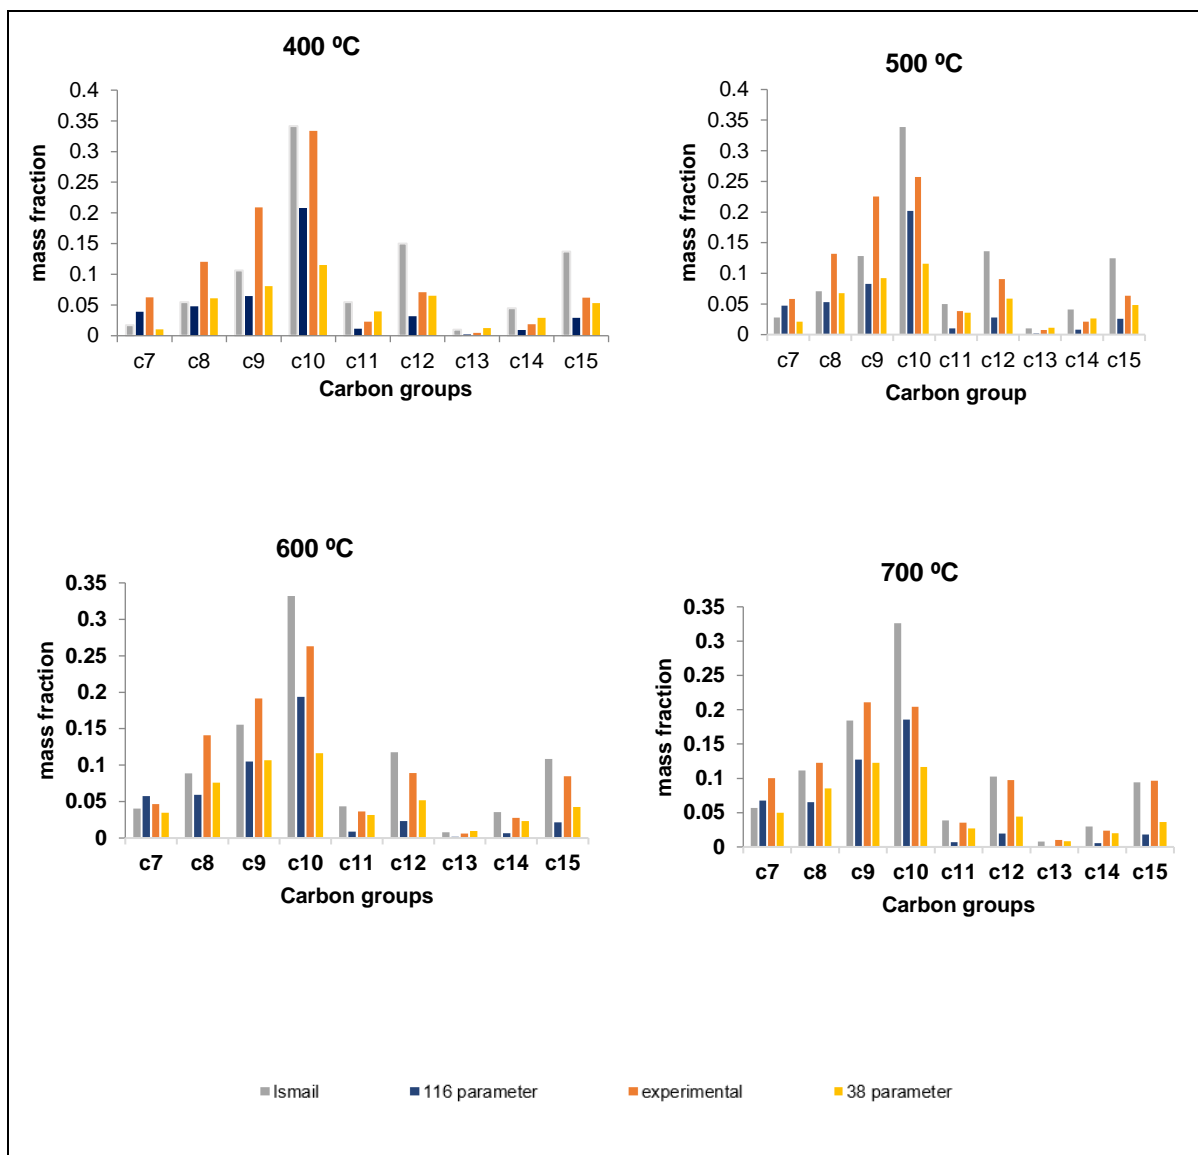 400 ⁰C
0.4
0.35
0.3
0.25
0.2
0.15
0.1
0.05
0
mass fraction
c7 c8 c9 c10 c11 c12 c13 c14 c15
Carbon groups
500 ⁰C
0.4
0.35
0.3
0.25
0.2
0.15
0.1
0.05
0
mass fraction
c7 c8 c9 c10 c11 c12 c13 c14 c15
Carbon group
600 ⁰C
0.35
0.3
0.25
0.2
0.15
0.1
0.05
0
mass fraction
c7 c8 c9 c10 c11 c12 c13 c14 c15
Carbon groups
700 ⁰C
0.35
0.3
0.25
0.2
0.15
0.1
0.05
0
mass fraction
c7 c8 c9 c10 c11 c12 c13 c14 c15
Carbon groups
Ismail 116 parameter experimental 38 parameter